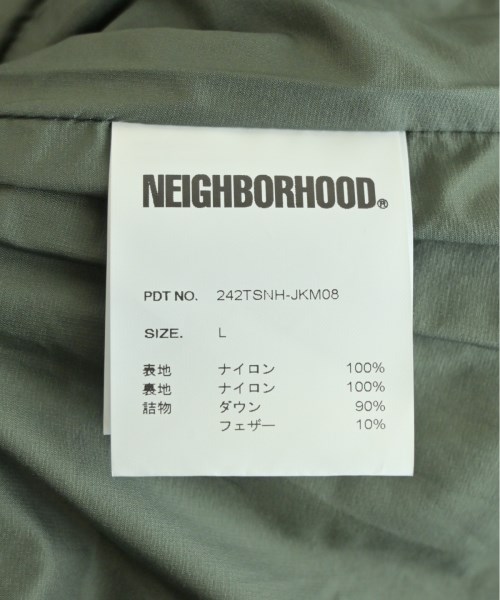 NEIGHBORHOOD®
PDT NO. 242TSNH-JKM08
SIZE. L
表地 ナイロン 100%
裏地 ナイロン 100%
詰物 ダウン 90%
フェザー 10%